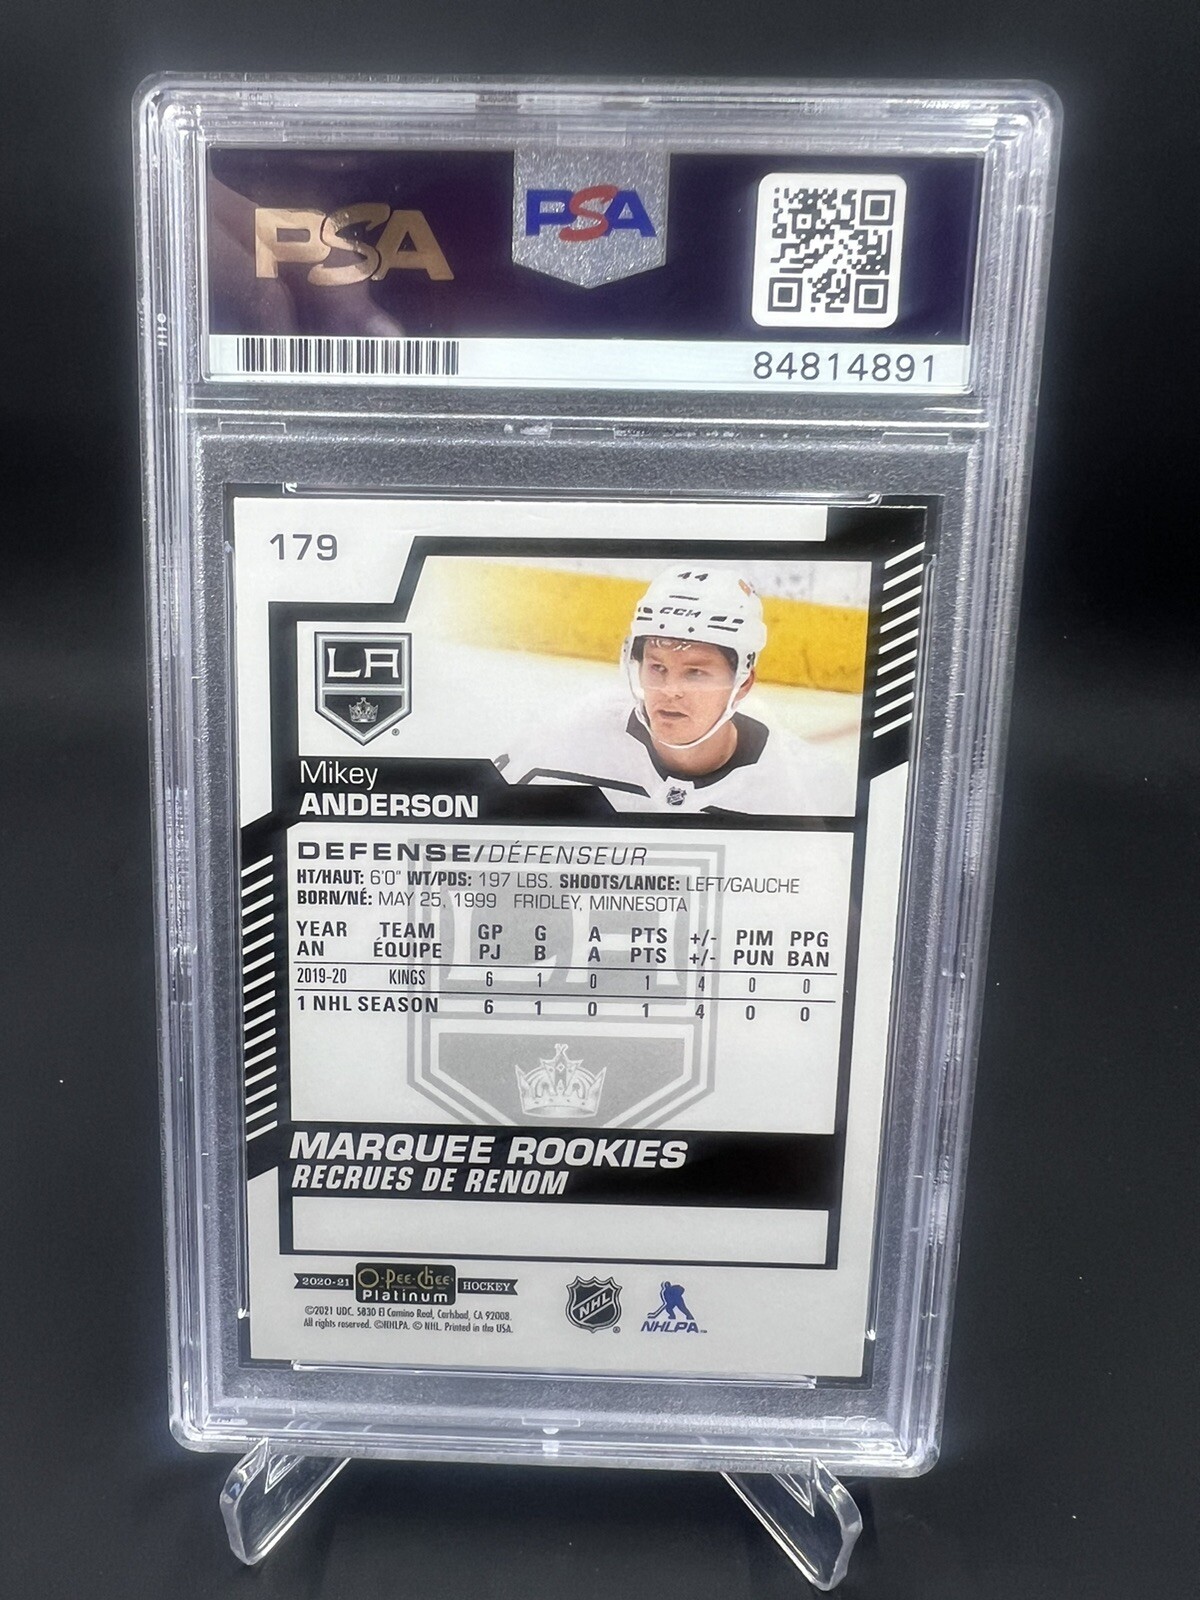 PSA
PSA
84814891
179
44
CCM
LA
Mikey
ANDERSON
DEFENSE/DÉFENSEUR
HT/HAUT: 6'0" WT/PDS: 197 LBS. SHOOTS/LANCE: LEFT/GAUCHE
BORN/NÉ: MAY 25, 1999 FRIDLEY, MINNESOTA
YEAR TEAM GP G A PTS +/- PIM PPG
AN ÉQUIPE PJ B A PTS +/- PUN BAN
2019-20 KINGS 6 1 0 1 4 0 0
1 NHL SEASON 6 1 0 1 4 0 0
MARQUEE ROOKIES
RECRUES DE RENOM
2020-21 O-Pee-Chee Platinum HOCKEY
©2021 UDC. 5830 El Camino Real, Carlsbad, CA 92008.
All rights reserved. ©NHLPA. © NHL. Printed in the USA.
NHL ®
NHLPA™